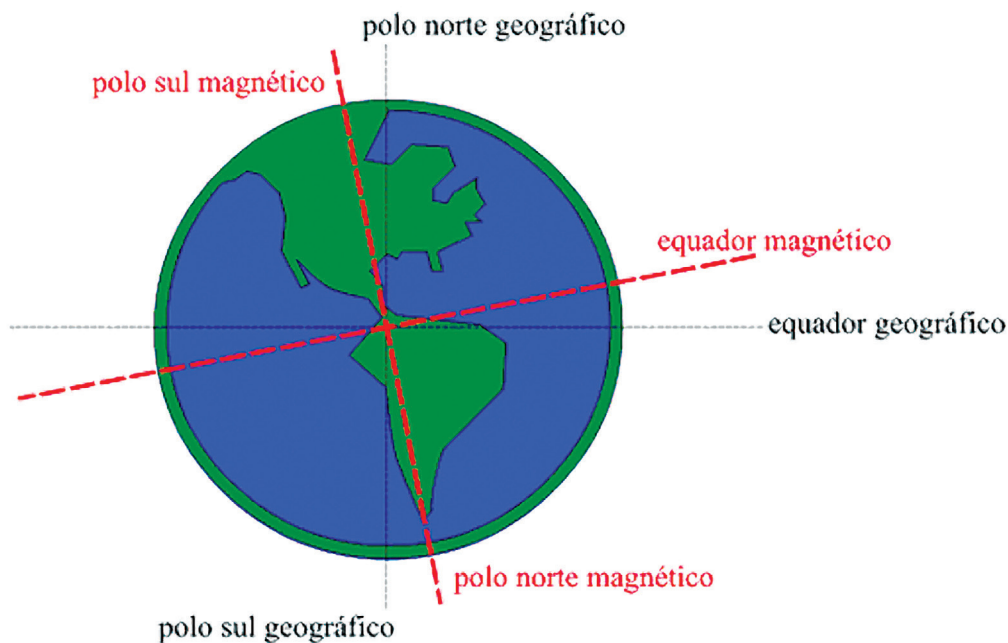 polo norte geográfico
polo sul magnético
equador magnético
equador geográfico
polo norte magnético
polo sul geográfico